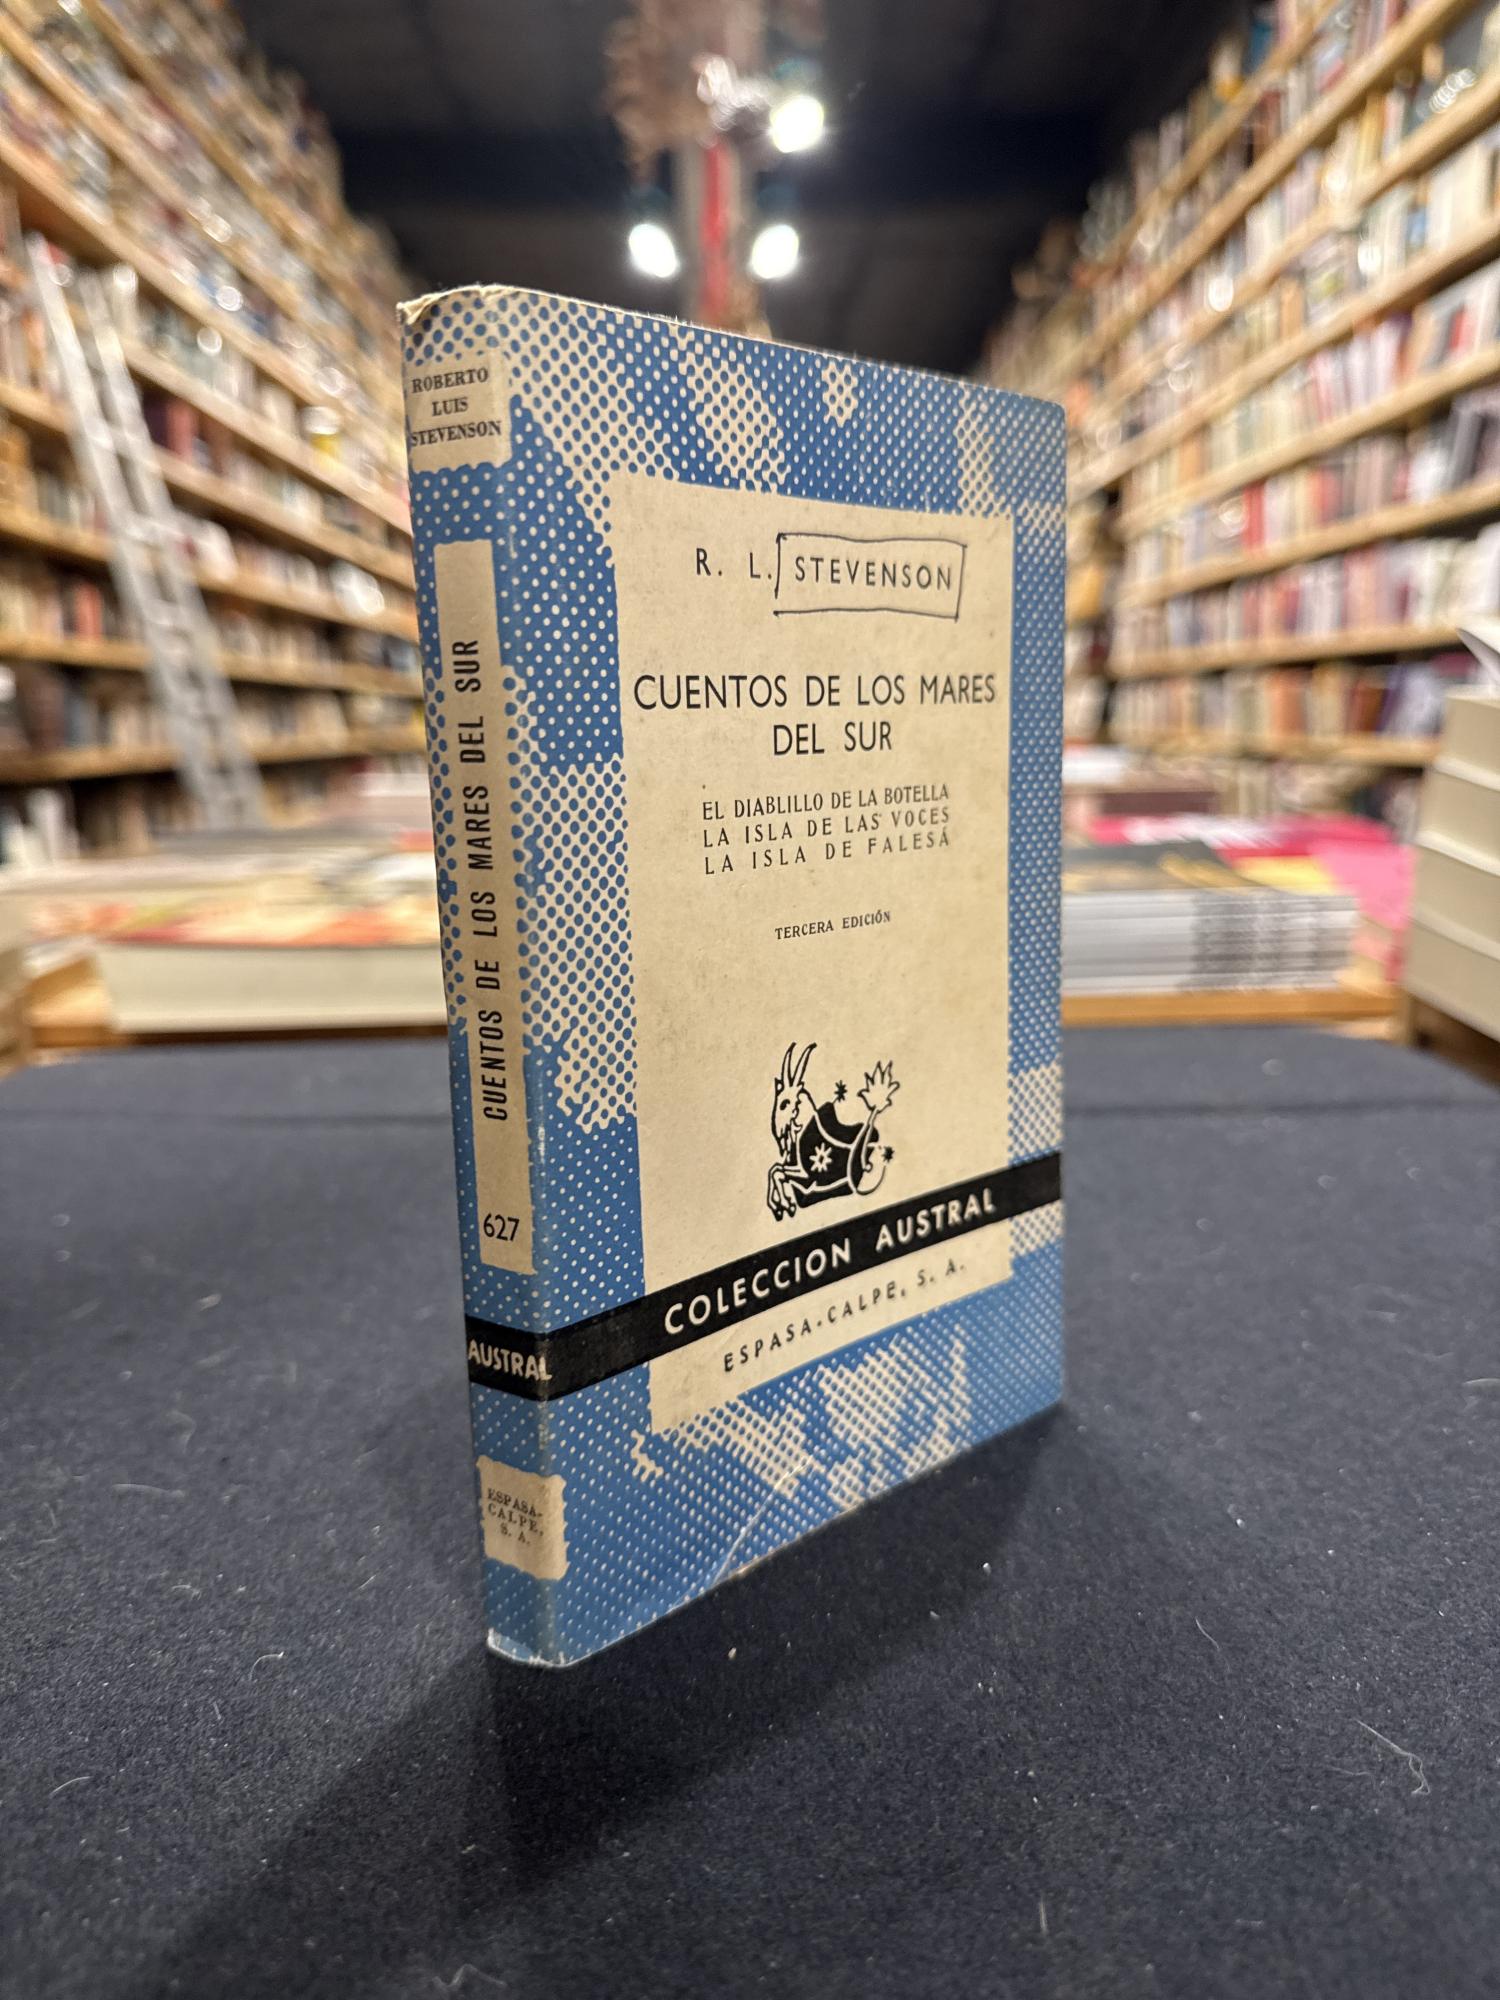 ROBERTO
LUIS
STEVENSON
CUENTOS DE LOS MARES DEL SUR
627
AUSTRAL
ESPASA-
CALPE,
S. A.
R. L. STEVENSON
CUENTOS DE LOS MARES
DEL SUR
EL DIABLILLO DE LA BOTELLA
LA ISLA DE LAS VOCES
LA ISLA DE FALESÁ
TERCERA EDICIÓN
COLECCION AUSTRAL
ESPASA-CALPE, S. A.